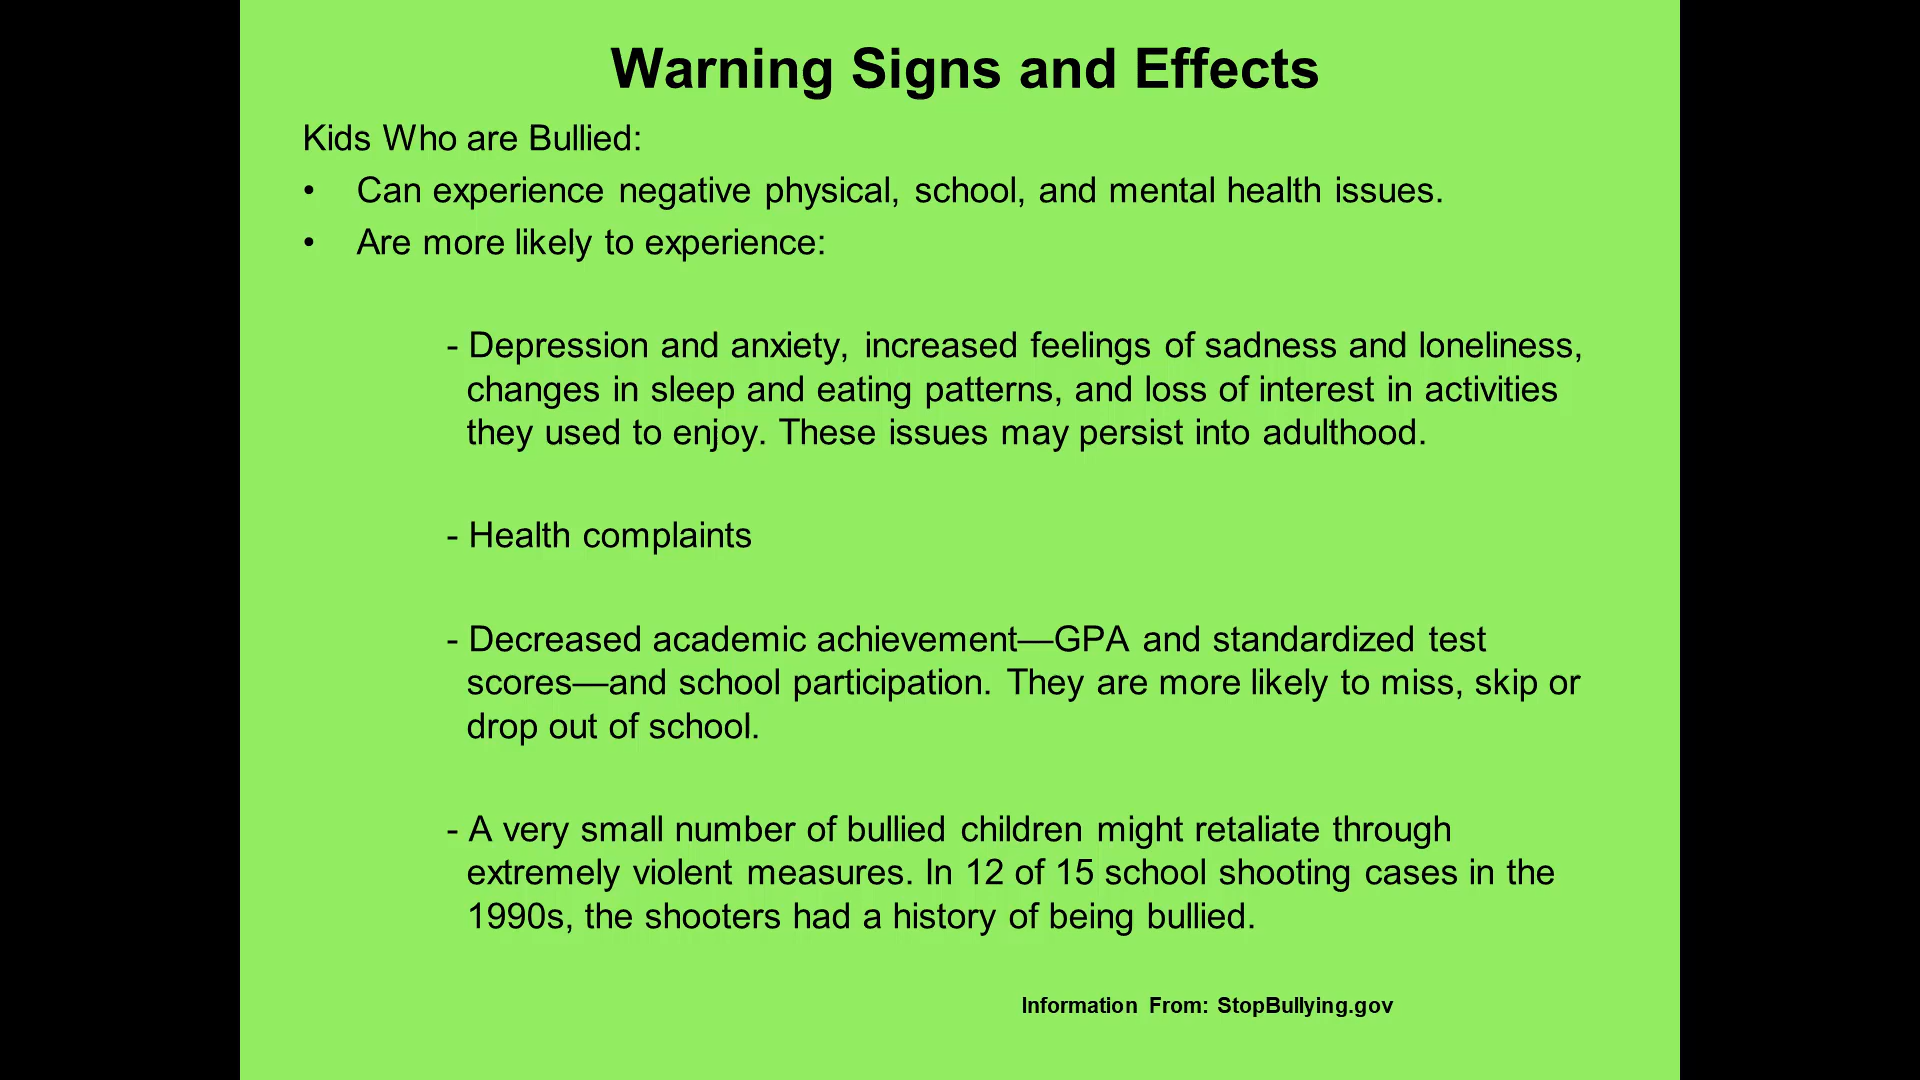 Warning Signs and Effects
Kids Who are Bullied:
• Can experience negative physical, school, and mental health issues.
• Are more likely to experience:
- Depression and anxiety, increased feelings of sadness and loneliness,
changes in sleep and eating patterns, and loss of interest in activities
they used to enjoy. These issues may persist into adulthood.
- Health complaints
- Decreased academic achievement—GPA and standardized test
scores—and school participation. They are more likely to miss, skip or
drop out of school.
- A very small number of bullied children might retaliate through
extremely violent measures. In 12 of 15 school shooting cases in the
1990s, the shooters had a history of being bullied.
Information From: StopBullying.gov